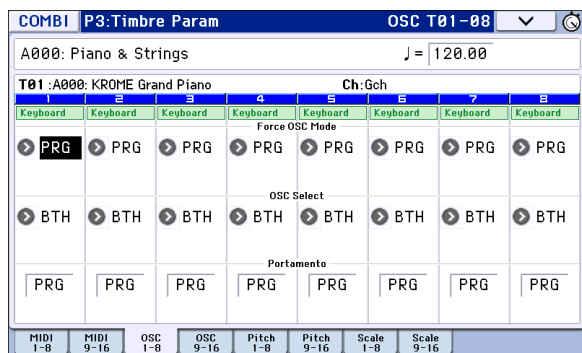 COMBI P3:Timbre Param OSC T01-08
A000: Piano & Strings ♩= 120.00
T01 :A000: KROME Grand Piano Ch:Gch
1 2 3 4 5 6 7 8
Keyboard Keyboard Keyboard Keyboard Keyboard Keyboard Keyboard Keyboard
Force OSC Mode
PRG PRG PRG PRG PRG PRG PRG PRG
OSC Select
BTH BTH BTH BTH BTH BTH BTH BTH
Portamento
PRG PRG PRG PRG PRG PRG PRG PRG
MIDI 1-8 MIDI 9-16 OSC 1-8 OSC 9-16 Pitch 1-8 Pitch 9-16 Scale 1-8 Scale 9-16